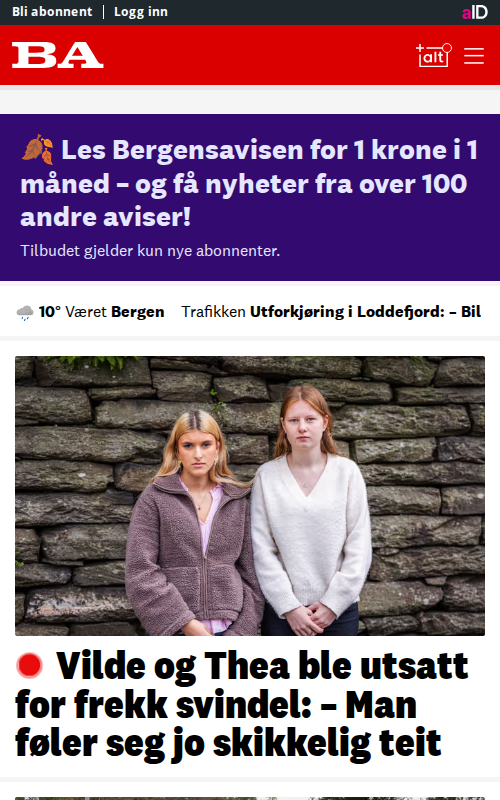 Bli abonnent | Logg inn
aID
BA
+alt
🍂 Les Bergensavisen for 1 krone i 1
måned – og få nyheter fra over 100
andre aviser!
Tilbudet gjelder kun nye abonnenter.
10° Været Bergen Trafikken Utforkjøring i Loddefjord: – Bil
Vilde og Thea ble utsatt
for frekk svindel: – Man
føler seg jo skikkelig teit